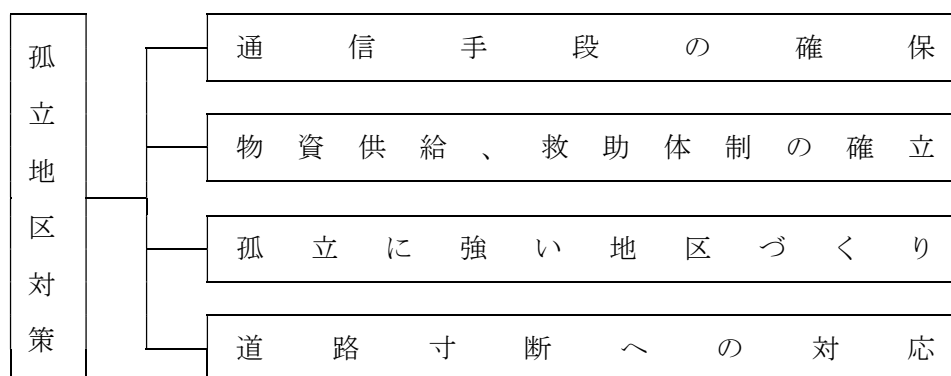 孤立地区対策
通信手段の確保
物資供給、救助体制の確立
孤立に強い地区づくり
道路寸断への対応